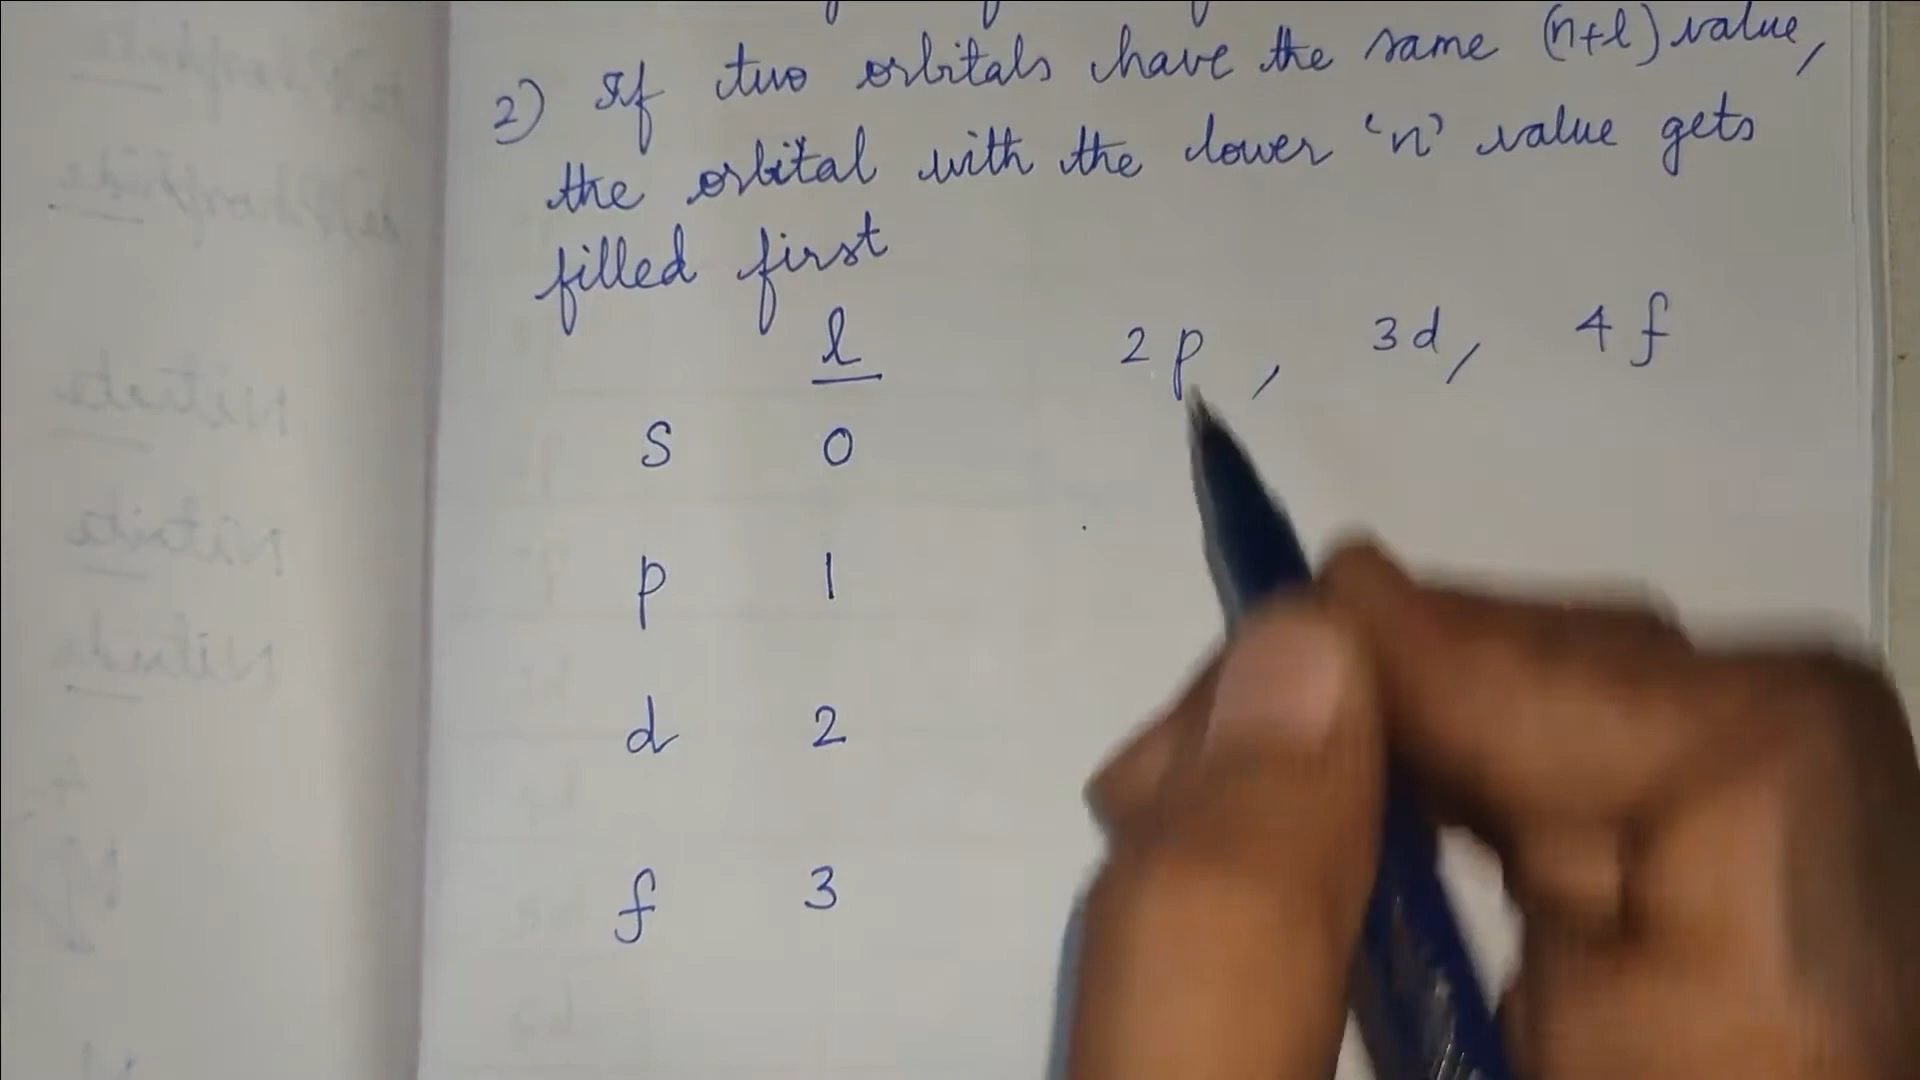 2) If two orbitals have the same (n+l) value,
the orbital with the lower 'n' value gets
filled first
l
2p, 3d, 4f
s 0
p 1
d 2
f 3